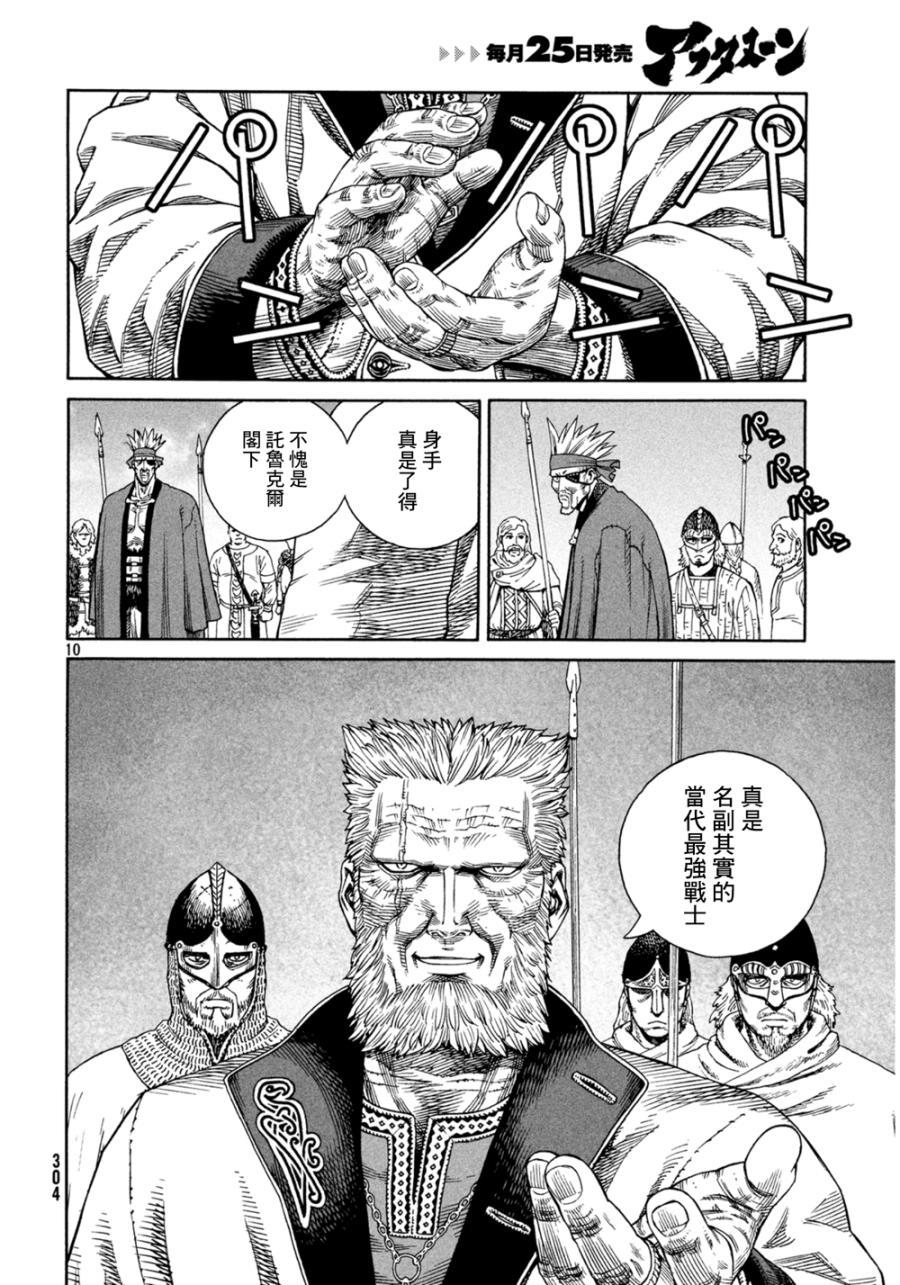 毎月25日発売 アフタヌーン
パン
パン
パン
パン
身手
真是了得
不愧是
託魯克爾
閣下
10
真是
名副其實的
當代最強戰士
304